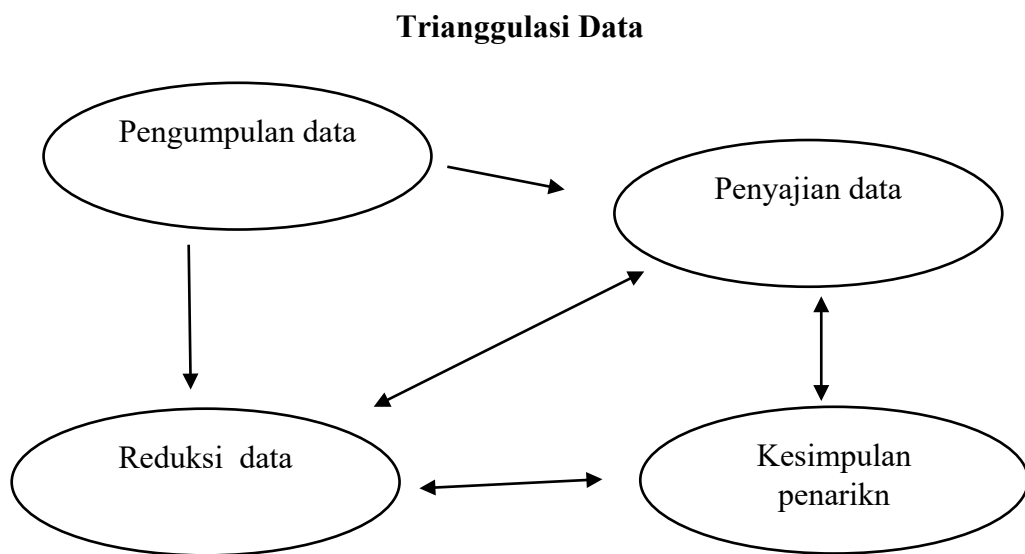 Trianggulasi Data
Pengumpulan data
Penyajian data
Reduksi data
Kesimpulan
penarikn